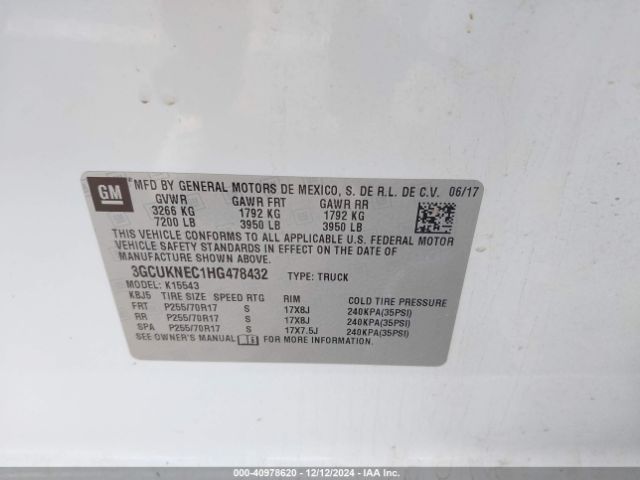 GM
MFD BY GENERAL MOTORS DE MEXICO, S. DE R.L. DE C.V. 06/17
GVWR GAWR FRT GAWR RR
3266 KG 1792 KG 1792 KG
7200 LB 3950 LB 3950 LB
THIS VEHICLE CONFORMS TO ALL APPLICABLE U.S. FEDERAL MOTOR
VEHICLE SAFETY STANDARDS IN EFFECT ON THE DATE OF
MANUFACTURE SHOWN ABOVE.
3GCUKNEC1HG478432 TYPE: TRUCK
MODEL: K15543
KBJ5 TIRE SIZE SPEED RTG RIM COLD TIRE PRESSURE
FRT P255/70R17 S 17X8J 240KPA(35PSI)
RR P255/70R17 S 17X8J 240KPA(35PSI)
SPA P255/70R17 S 17X7.5J 240KPA(35PSI)
SEE OWNER'S MANUAL FOR MORE INFORMATION.
000-40978620 - 12/12/2024 - IAA Inc.